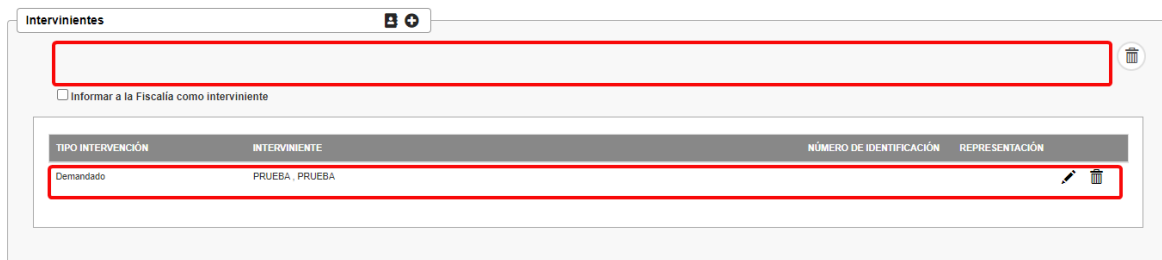 Intervinientes
Informar a la Fiscalía como interviniente
TIPO INTERVENCIÓN INTERVINIENTE NÚMERO DE IDENTIFICACIÓN REPRESENTACIÓN
Demandado PRUEBA , PRUEBA